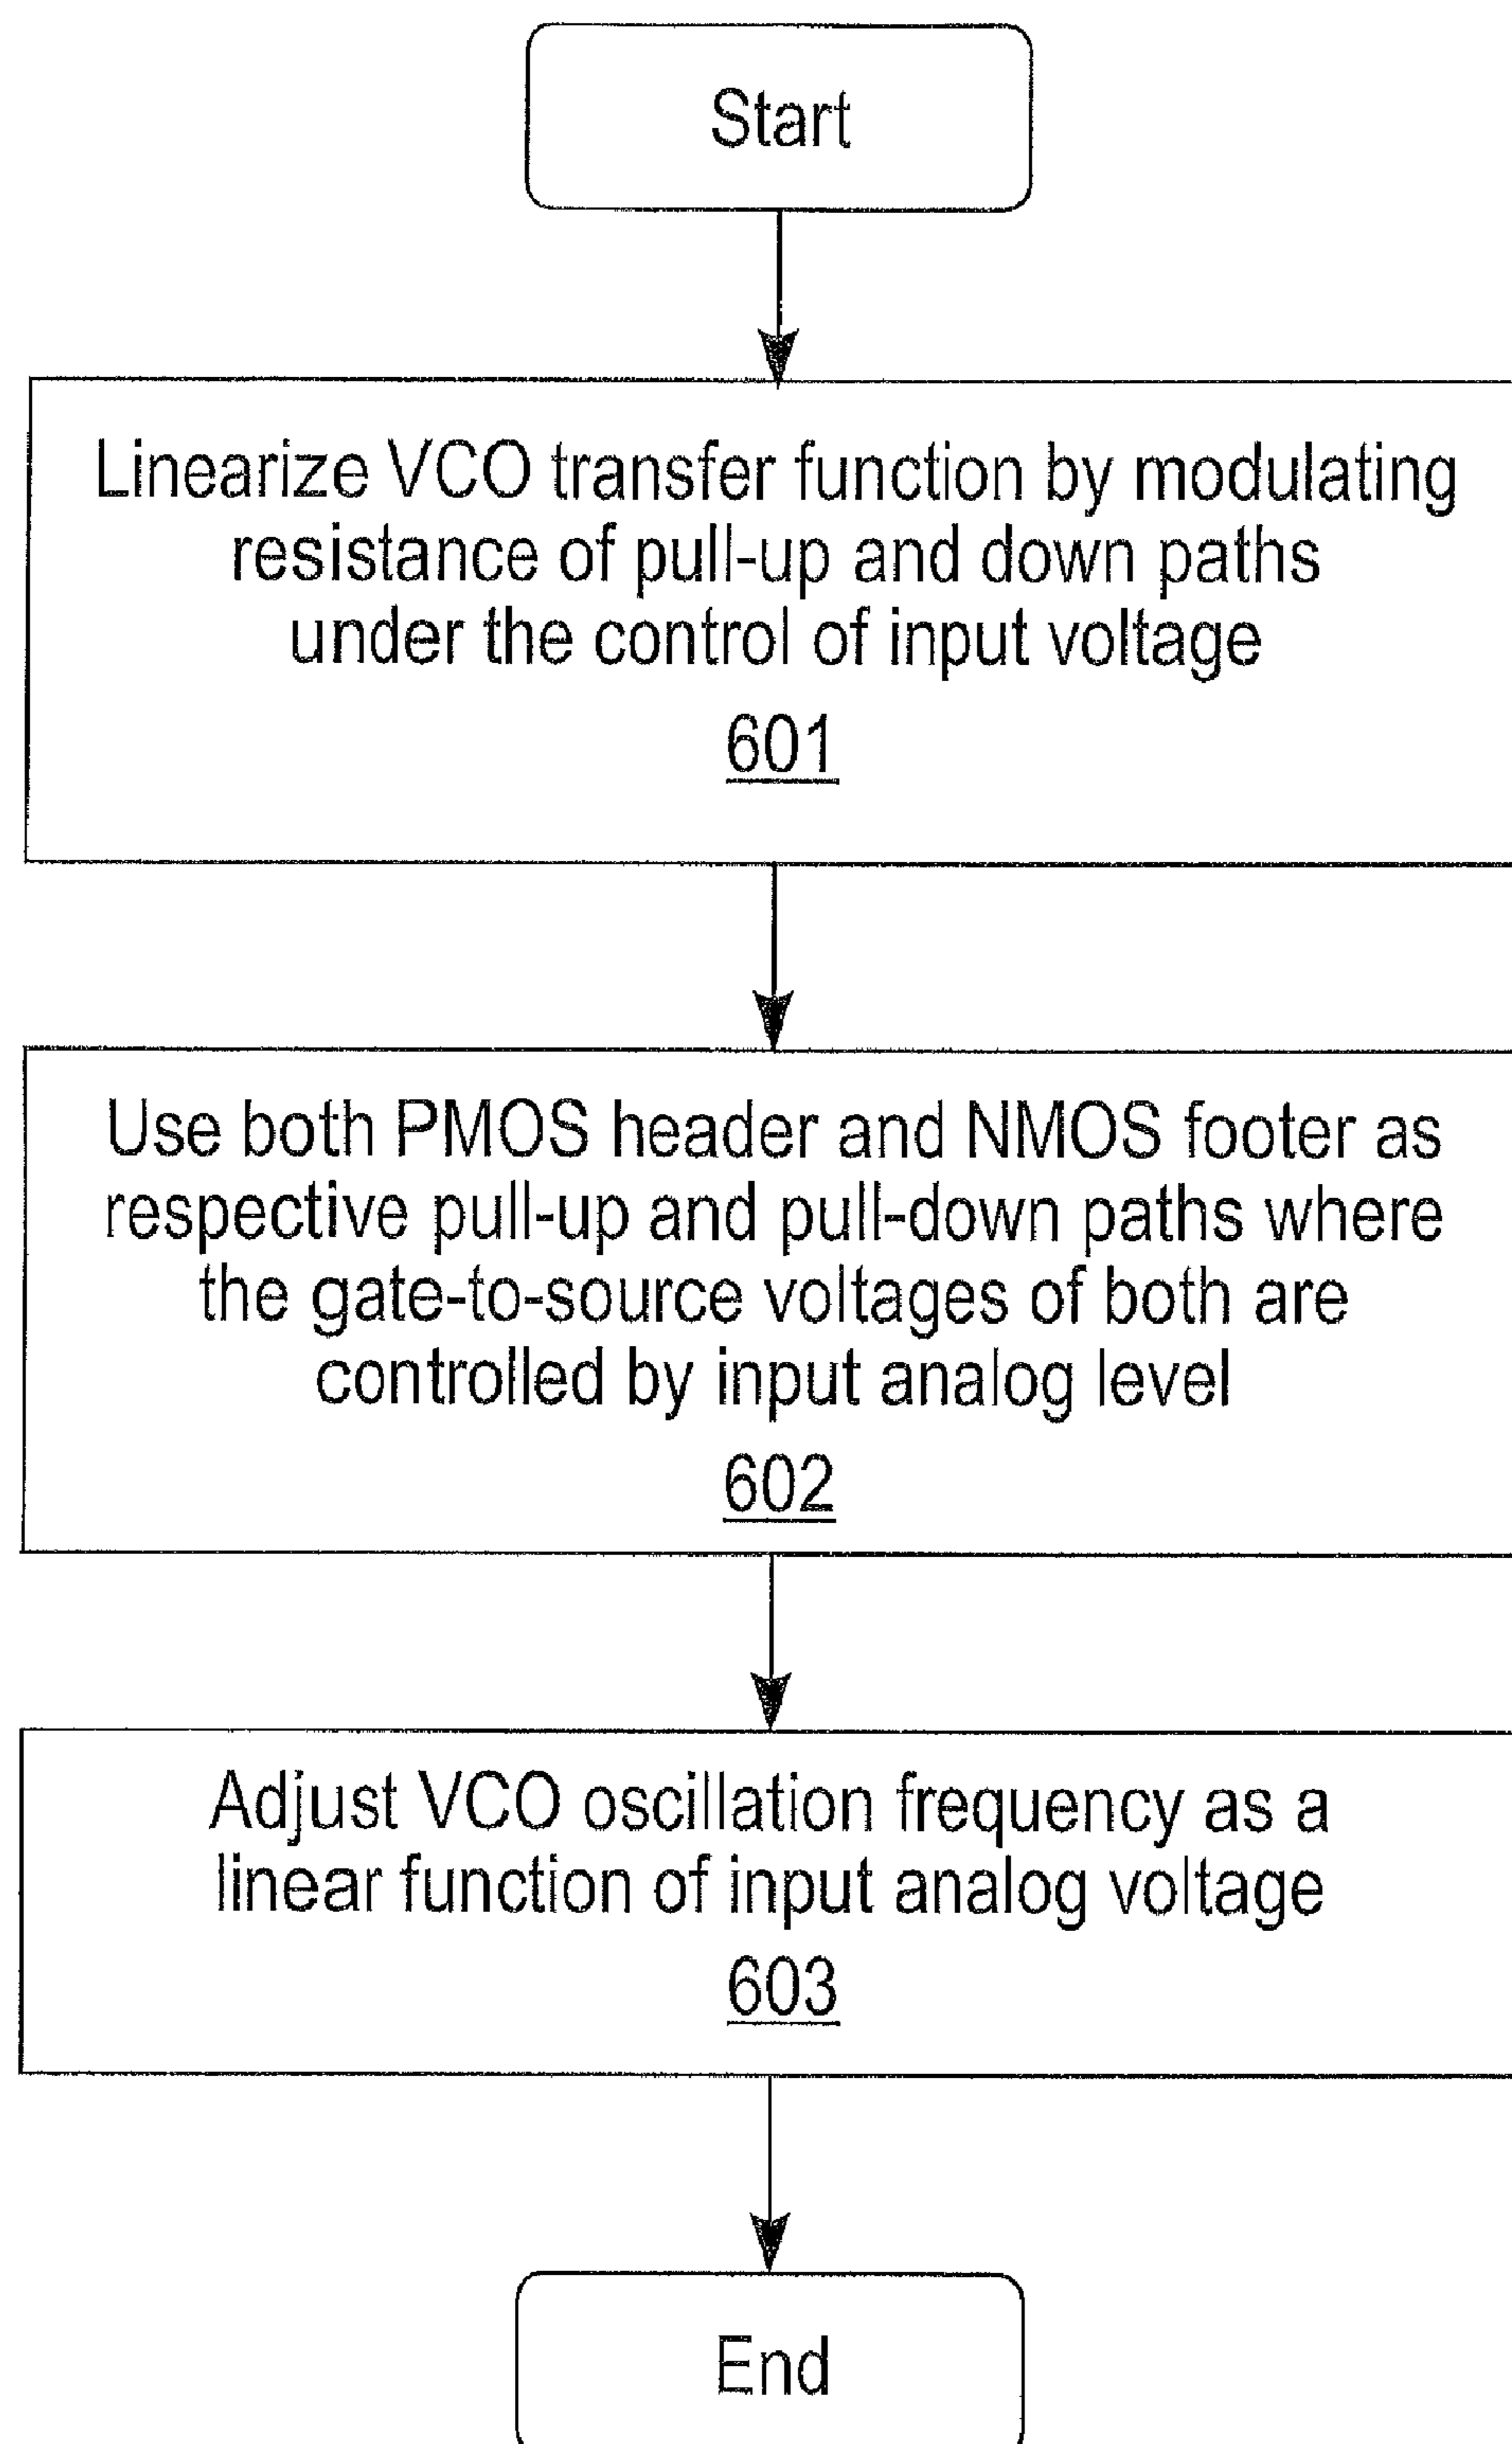 Start
Linearize VCO transfer function by modulating
resistance of pull-up and down paths
under the control of input voltage
601
Use both PMOS header and NMOS footer as
respective pull-up and pull-down paths where
the gate-to-source voltages of both are
controlled by input analog level
602
Adjust VCO oscillation frequency as a
linear function of input analog voltage
603
End